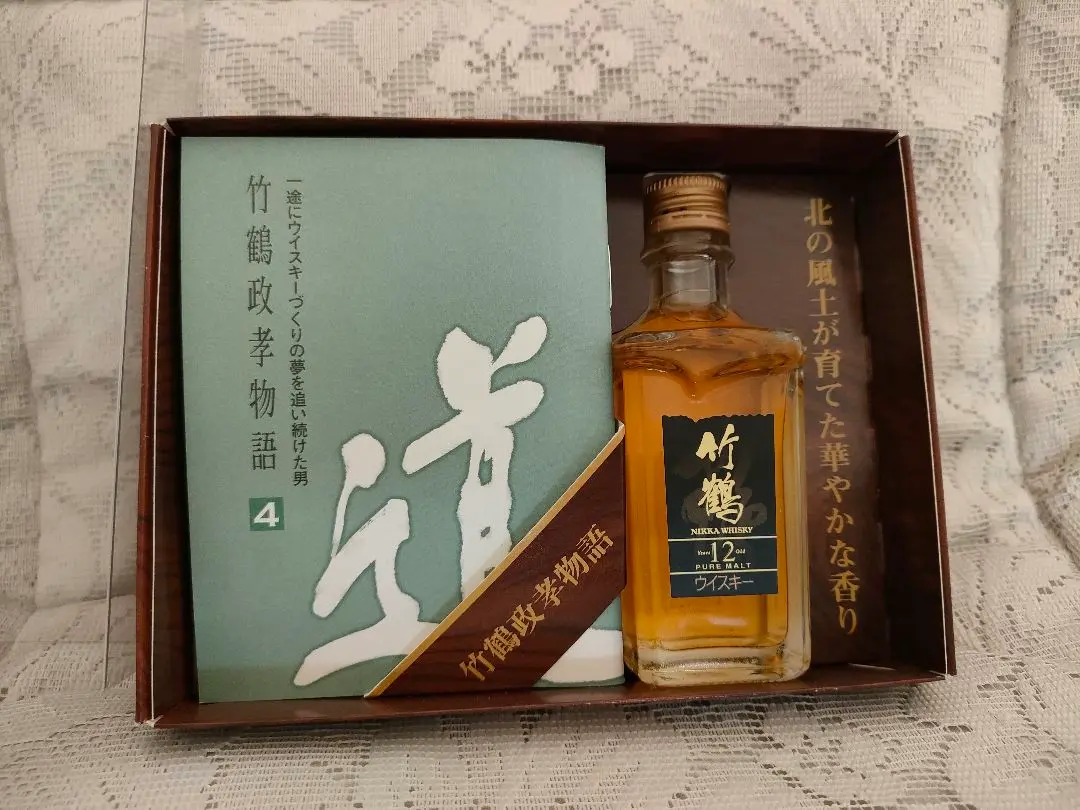 一途にウイスキーづくりの夢を追い続けた男
竹鶴政孝物語
4
道
竹鶴政孝物語
竹鶴
NIKKA WHISKY
Years 12 Old
PURE MALT
ウイスキー
北の風土が育てた華やかな香り